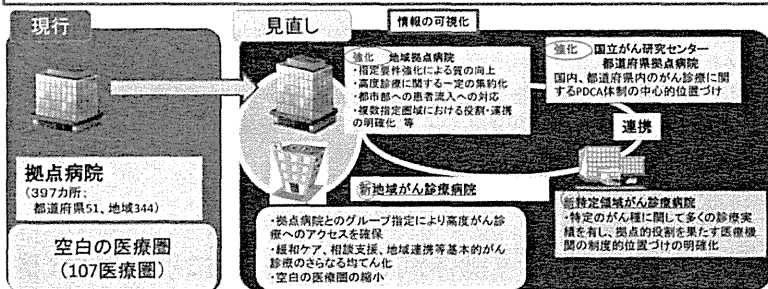 現行
拠点病院
(397カ所;
都道府県51、地域344)
空白の医療圏
(107医療圏)
見直し
情報の可視化
強化 地域拠点病院
・指定要件強化による質の向上
・高度診療に関する一定の集約化
・都市部への患者流入への対応
・複数指定圏域における役割・連携
の明確化 等
強化 国立がん研究センター
都道府県拠点病院
国内、都道府県内のがん診療に関
するPDCA体制の中心的位置づけ
連携
新 地域がん診療病院
・拠点病院とのグループ指定により高度がん診
療へのアクセスを確保
・緩和ケア、相談支援、地域連携等基本的がん
診療のさらなる均てん化
・空白の医療圏の縮小
新 特定領域がん診療病院
・特定のがん種に関して多くの診療実
績を有し、拠点的役割を果たす医療機
関の制度的位置づけの明確化